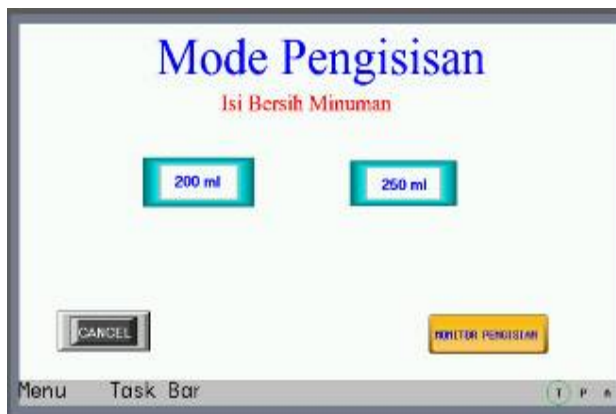 Mode Pengisisan
Isi Bersih Minuman
200 ml
250 ml
CANCEL
MONITOR PENGISIAN
Menu Task Bar
T P A